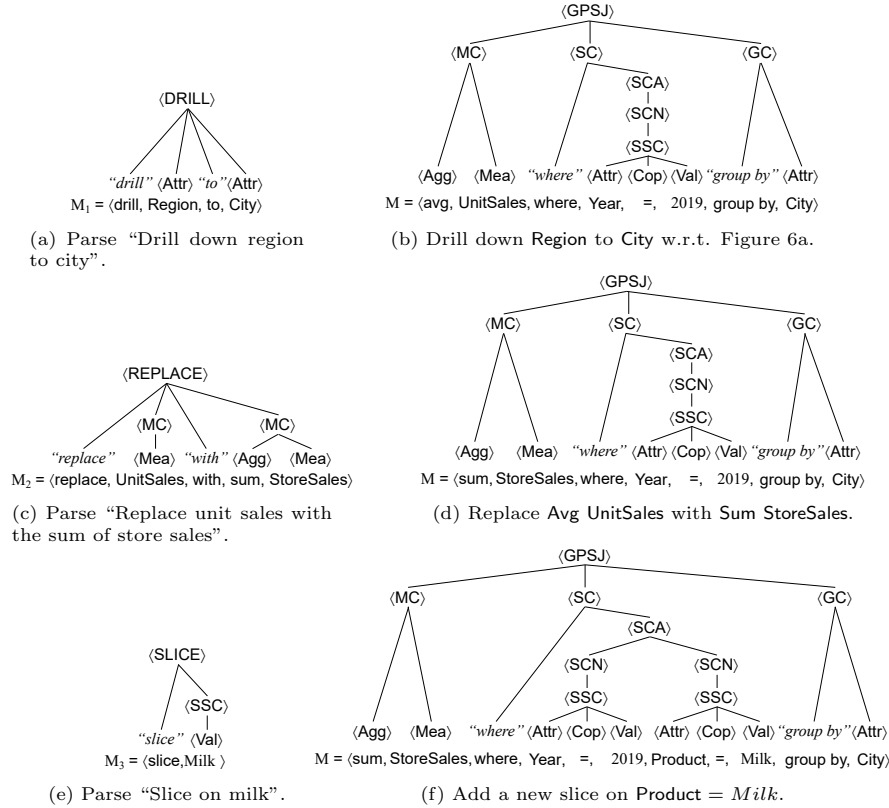 ⟨DRILL⟩
“drill” ⟨Attr⟩ “to” ⟨Attr⟩
M₁ = ⟨drill, Region, to, City⟩
(a) Parse “Drill down region
to city”.
⟨GPSJ⟩
⟨MC⟩ ⟨SC⟩ ⟨GC⟩
⟨SCA⟩
⟨SCN⟩
⟨SSC⟩
⟨Agg⟩ ⟨Mea⟩ “where” ⟨Attr⟩ ⟨Cop⟩ ⟨Val⟩ “group by” ⟨Attr⟩
M = ⟨avg, UnitSales, where, Year, =, 2019, group by, City⟩
(b) Drill down Region to City w.r.t. Figure 6a.
⟨REPLACE⟩
⟨MC⟩ ⟨MC⟩
“replace” ⟨Mea⟩ “with” ⟨Agg⟩ ⟨Mea⟩
M₂ = ⟨replace, UnitSales, with, sum, StoreSales⟩
(c) Parse “Replace unit sales with
the sum of store sales”.
⟨GPSJ⟩
⟨MC⟩ ⟨SC⟩ ⟨GC⟩
⟨SCA⟩
⟨SCN⟩
⟨SSC⟩
⟨Agg⟩ ⟨Mea⟩ “where” ⟨Attr⟩ ⟨Cop⟩ ⟨Val⟩ “group by” ⟨Attr⟩
M = ⟨sum, StoreSales, where, Year, =, 2019, group by, City⟩
(d) Replace Avg UnitSales with Sum StoreSales.
⟨SLICE⟩
⟨SSC⟩
“slice” ⟨Val⟩
M₃ = ⟨slice,Milk ⟩
(e) Parse “Slice on milk”.
⟨GPSJ⟩
⟨MC⟩ ⟨SC⟩ ⟨GC⟩
⟨SCA⟩
⟨SCN⟩ ⟨SCN⟩
⟨SSC⟩ ⟨SSC⟩
⟨Agg⟩ ⟨Mea⟩ “where” ⟨Attr⟩ ⟨Cop⟩ ⟨Val⟩ ⟨Attr⟩ ⟨Cop⟩ ⟨Val⟩ “group by” ⟨Attr⟩
M = ⟨sum, StoreSales, where, Year, =, 2019, Product, =, Milk, group by, City⟩
(f) Add a new slice on Product = Milk.